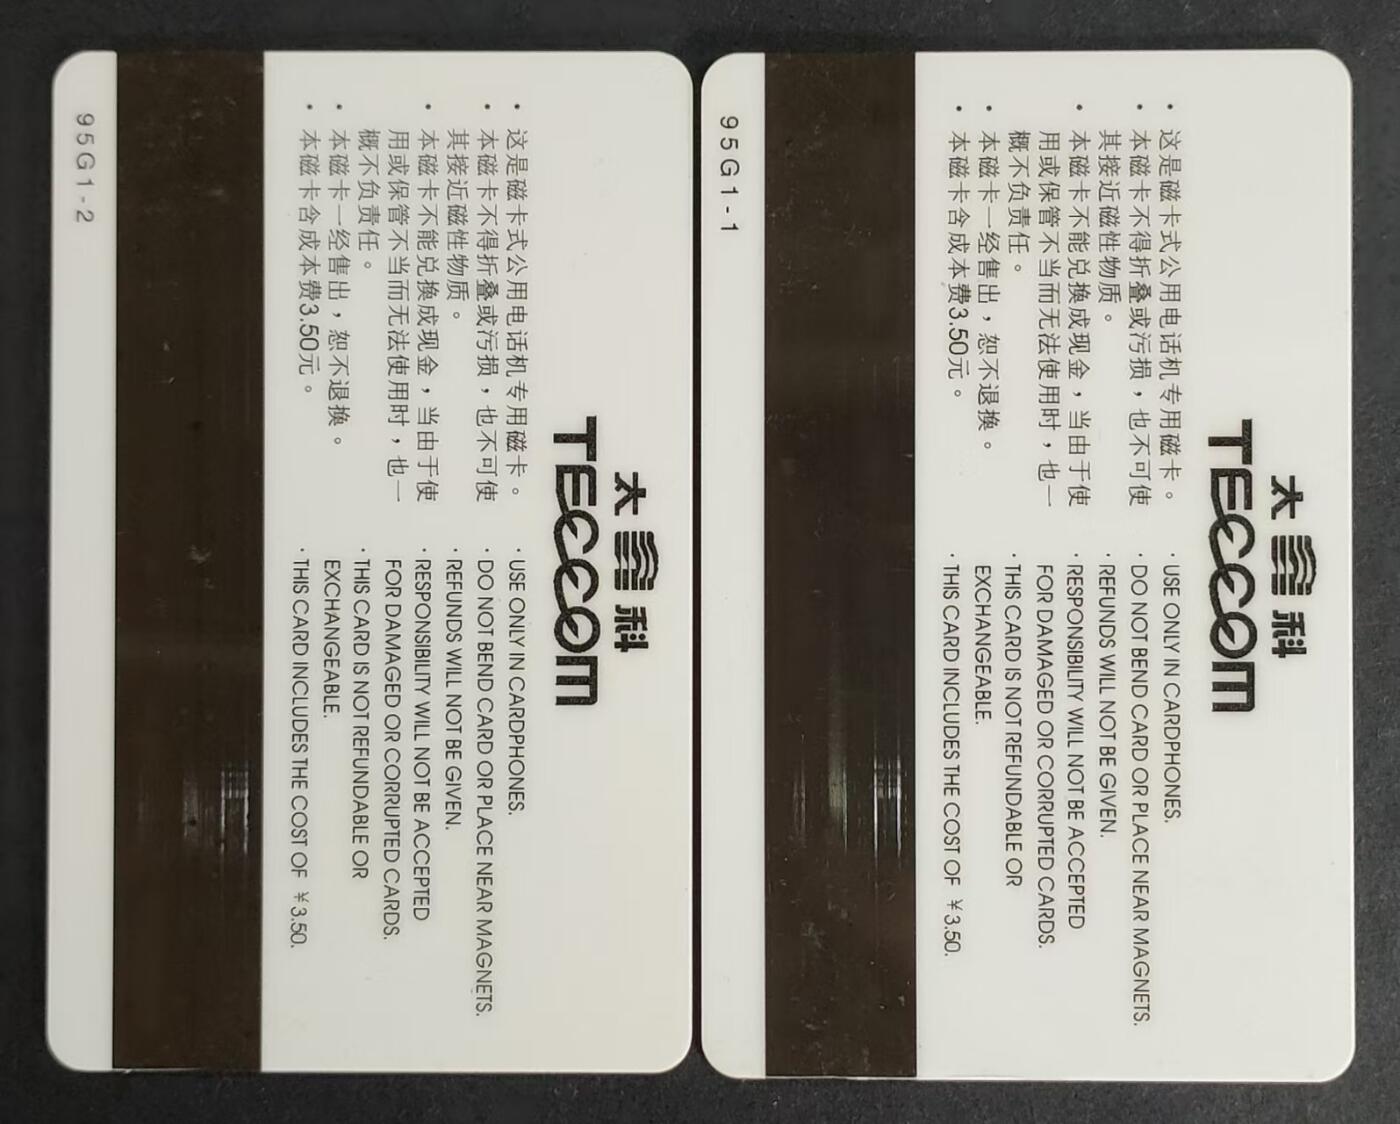 太科
TECCOM
· 这是磁卡式公用电话机专用磁卡。
· 本磁卡不得折叠或污损，也不可使
其接近磁性物质。
· 本磁卡不能兑换成现金，当由于使
用或保管不当而无法使用时，也一
概不负责任。
· 本磁卡一经售出，恕不退换。
· 本磁卡含成本费3.50元。
· USE ONLY IN CARDPHONES.
· DO NOT BEND CARD OR PLACE NEAR MAGNETS.
· REFUNDS WILL NOT BE GIVEN.
· RESPONSIBILITY WILL NOT BE ACCEPTED
FOR DAMAGED OR CORRUPTED CARDS.
· THIS CARD IS NOT REFUNDABLE OR
EXCHANGEABLE.
· THIS CARD INCLUDES THE COST OF ¥3.50.
95G1-2
太科
TECCOM
· 这是磁卡式公用电话机专用磁卡。
· 本磁卡不得折叠或污损，也不可使
其接近磁性物质。
· 本磁卡不能兑换成现金，当由于使
用或保管不当而无法使用时，也一
概不负责任。
· 本磁卡一经售出，恕不退换。
· 本磁卡含成本费3.50元。
· USE ONLY IN CARDPHONES.
· DO NOT BEND CARD OR PLACE NEAR MAGNETS.
· REFUNDS WILL NOT BE GIVEN.
· RESPONSIBILITY WILL NOT BE ACCEPTED
FOR DAMAGED OR CORRUPTED CARDS.
· THIS CARD IS NOT REFUNDABLE OR
EXCHANGEABLE.
· THIS CARD INCLUDES THE COST OF ¥3.50.
95G1-1